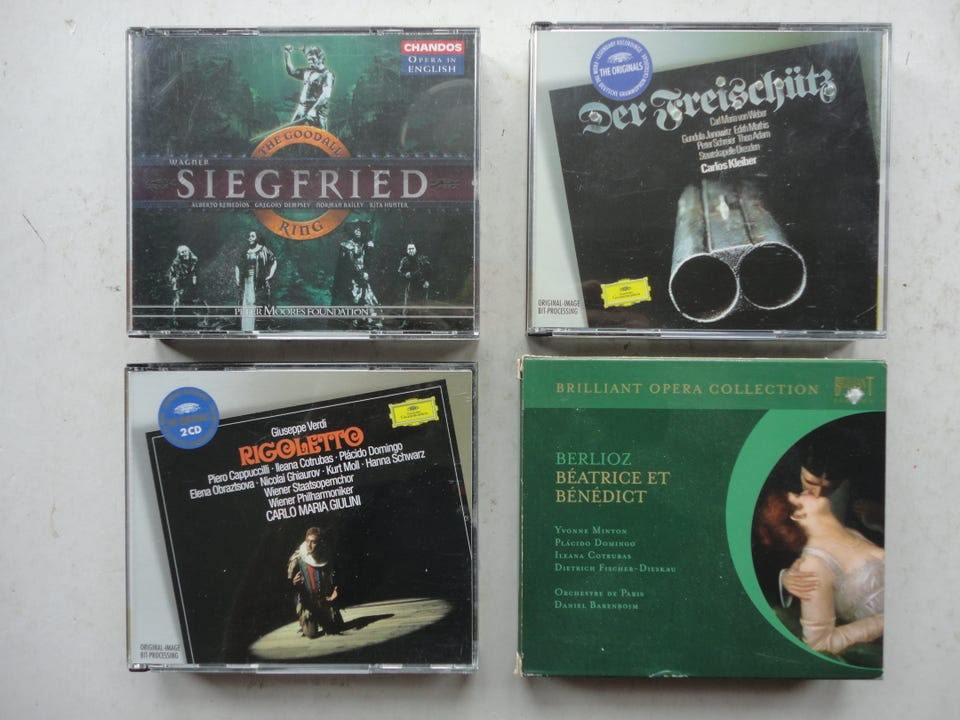 CHANDOS
OPERA IN
ENGLISH
THE GOODALL
WAGNER
SIEGFRIED
ALBERTO REMEDIOS GREGORY DEMPSEY NORMAN BAILEY RITA HUNTER
RING
PETER MOORES FOUNDATION
LEGENDARY RECORDINGS
THE ORIGINALS
Der Freischütz
Carl Maria von Weber
Gundula Janowitz Edith Mathis
Peter Schreier Theo Adam
Staatskapelle Dresden
Carlos Kleiber
ORIGINAL-IMAGE
BIT-PROCESSING
THE ORIGINALS
2 CD
Giuseppe Verdi
RIGOLETTO
Piero Cappuccilli · Ileana Cotrubas · Plácido Domingo
Elena Obraztsova · Nicolai Ghiaurov · Kurt Moll · Hanna Schwarz
Wiener Staatsopernchor
Wiener Philharmoniker
CARLO MARIA GIULINI
ORIGINAL-IMAGE
BIT-PROCESSING
BRILLIANT OPERA COLLECTION
BERLIOZ
BÉATRICE ET
BÉNÉDICT
YVONNE MINTON
PLÁCIDO DOMINGO
ILEANA COTRUBAS
DIETRICH FISCHER-DIESKAU
ORCHESTRE DE PARIS
DANIEL BARENBOIM